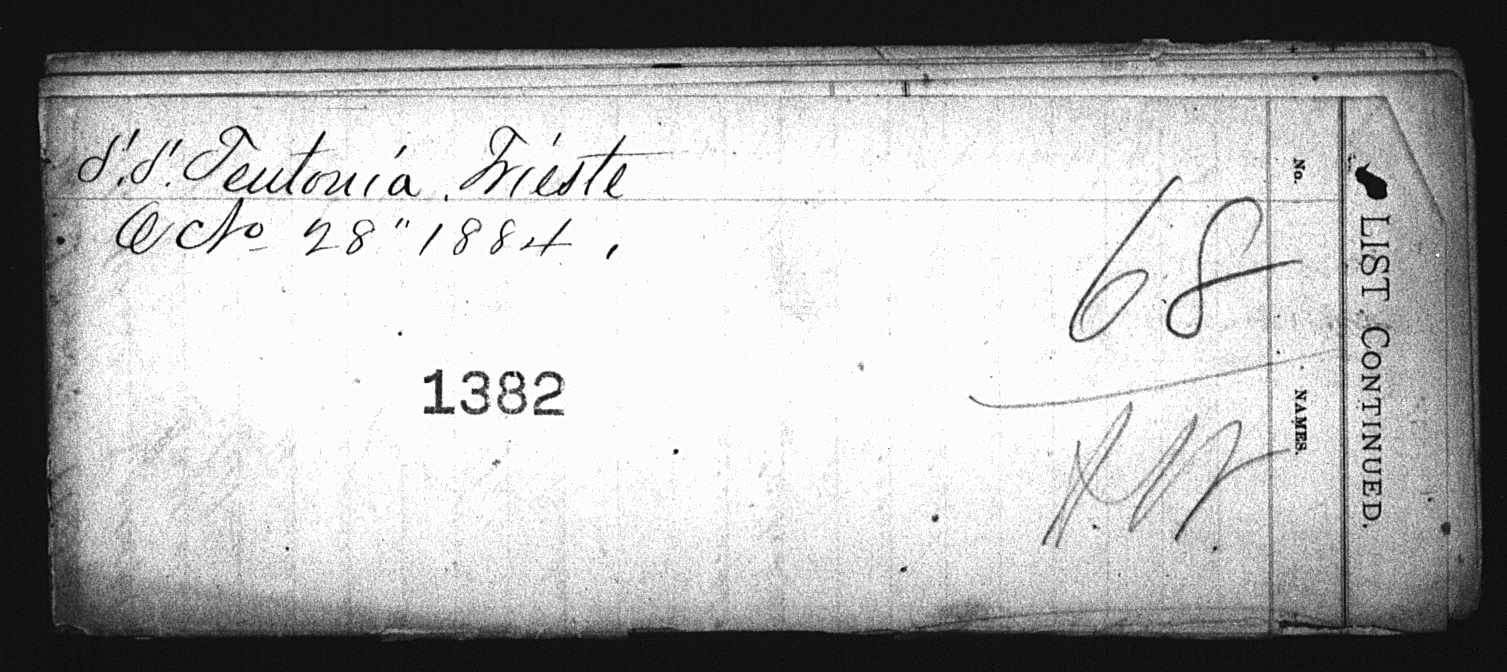 S.S. Teutonia, Trieste
Octo 28" 1884,
1382
68
No.
NAMES.
LIST CONTINUED.